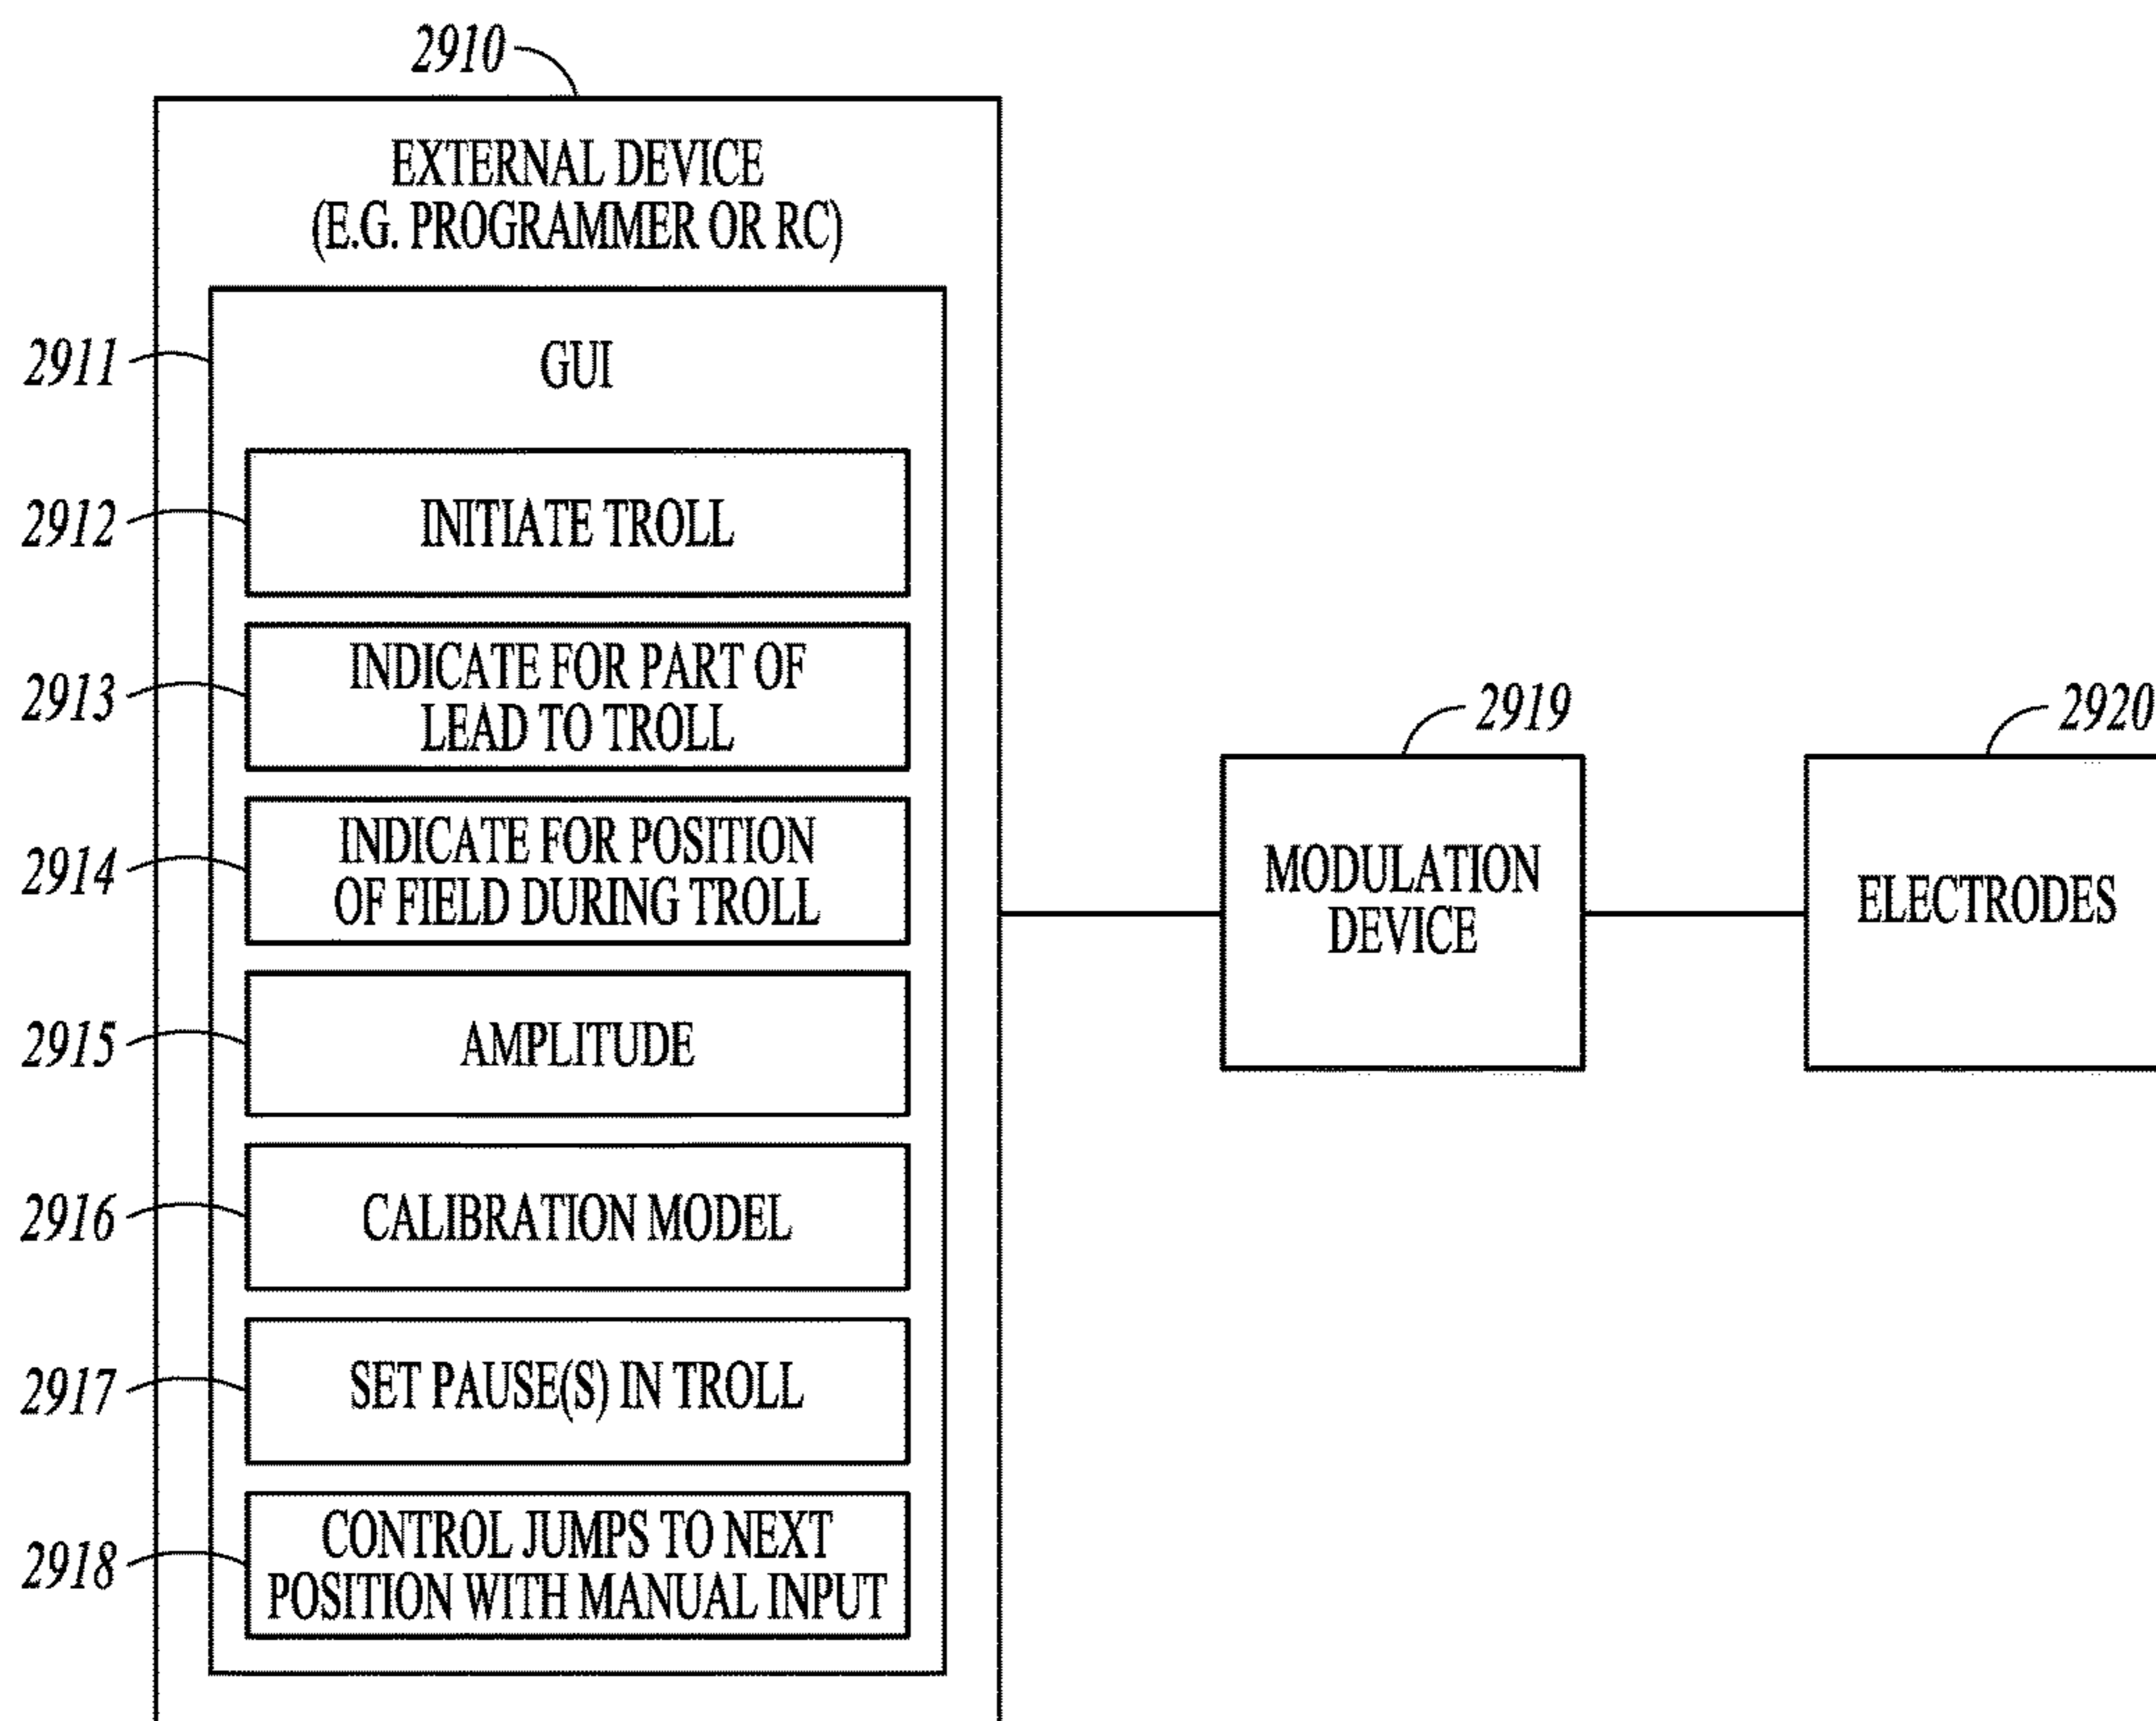 2910
EXTERNAL DEVICE
(E.G. PROGRAMMER OR RC)
2911
GUI
2912
INITIATE TROLL
2913
INDICATE FOR PART OF
LEAD TO TROLL
2914
INDICATE FOR POSITION
OF FIELD DURING TROLL
2915
AMPLITUDE
2916
CALIBRATION MODEL
2917
SET PAUSE(S) IN TROLL
2918
CONTROL JUMPS TO NEXT
POSITION WITH MANUAL INPUT
2919
MODULATION
DEVICE
2920
ELECTRODES